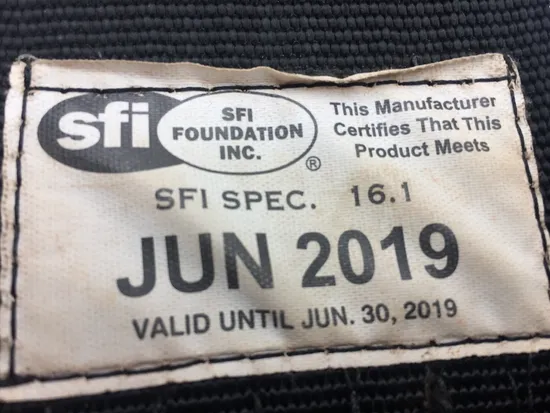 sfi
SFI
FOUNDATION
INC.
®
This Manufacturer
Certifies That This
Product Meets
SFI SPEC. 16.1
JUN 2019
VALID UNTIL JUN. 30, 2019